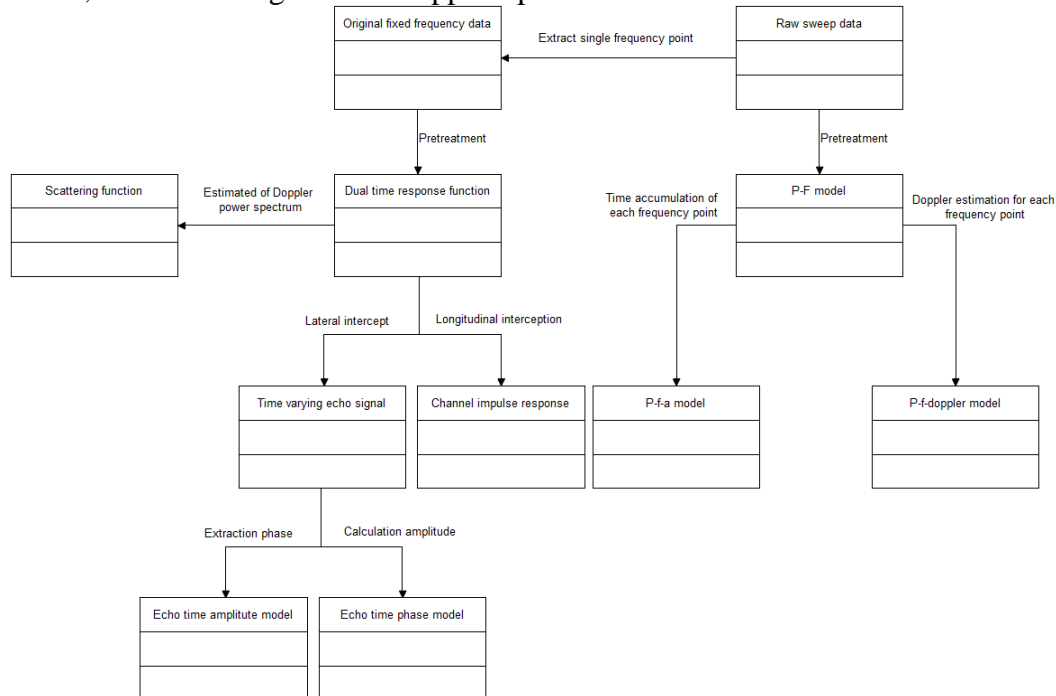 Original fixed frequency data
Raw sweep data
Extract single frequency point
Pretreatment
Pretreatment
Scattering function
Estimated of Doppler
power spectrum
Dual time response function
Time accumulation of
each frequency point
P-F model
Doppler estimation for each
frequency point
Lateral intercept
Longitudinal interception
Time varying echo signal
Channel impulse response
P-f-a model
P-f-doppler model
Extraction phase
Calculation amplitude
Echo time amplitute model
Echo time phase model